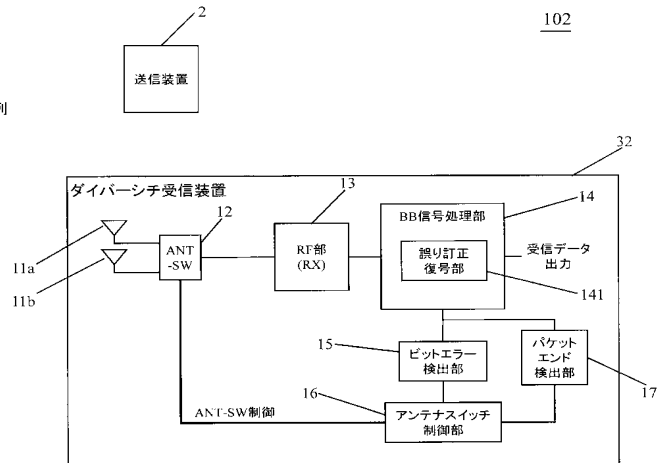 2
102
送信装置
例
32
ダイバーシチ受信装置
13
14
12
BB信号処理部
11a
ANT
-SW
RF部
(RX)
誤り訂正
復号部
受信データ
出力
11b
141
15
ビットエラー
検出部
パケット
エンド
検出部
17
16
ANT-SW制御
アンテナスイッチ
制御部